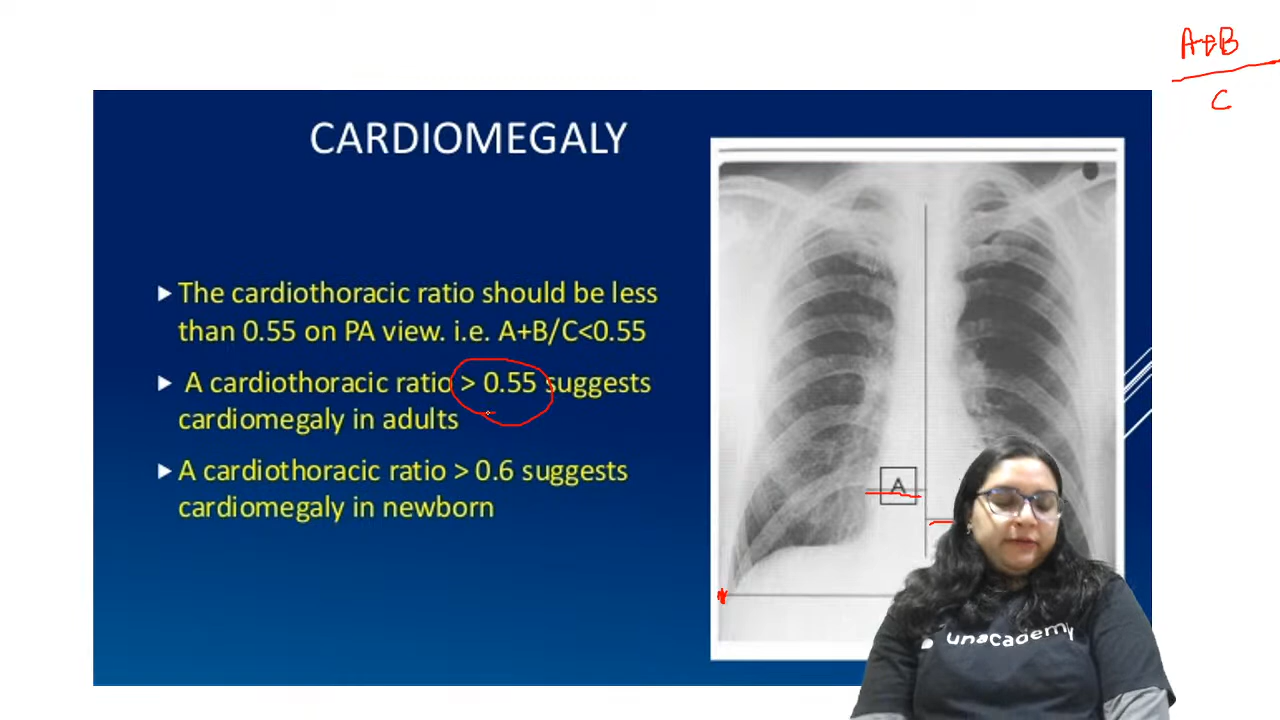 A+B
C
CARDIOMEGALY
The cardiothoracic ratio should be less
than 0.55 on PA view. i.e. A+B/C<0.55
A cardiothoracic ratio > 0.55 suggests
cardiomegaly in adults
A cardiothoracic ratio > 0.6 suggests
cardiomegaly in newborn
A
unacademy